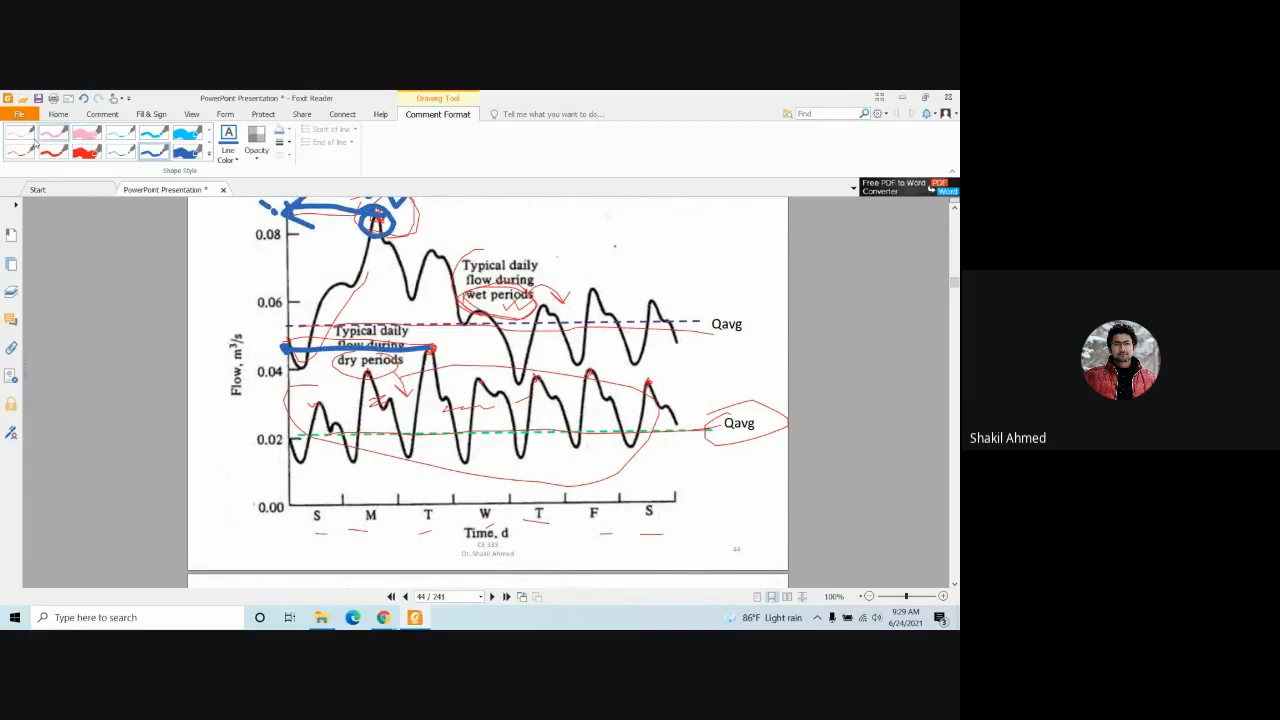 PowerPoint Presentation * - Foxit Reader
Drawing Tool
File Home Comment Fill & Sign View Form Protect Share Connect Help Comment Format Tell me what you want to do... Find
Line Color
Opacity
Start of line
End of line
Shape Style
Start
PowerPoint Presentation *
Free PDF to Word Converter
PDF
Word
0.08
Typical daily
flow during
wet periods
0.06
Qavg
Typical daily
flow during
dry periods
Flow, m³/s
0.04
Qavg
0.02
0.00
S M T W T F S
Time, d
CE 333
Dr. Shakil Ahmed
44
Shakil Ahmed
44 / 241
100%
Type here to search
86°F Light rain
9:29 AM
6/24/2021
3